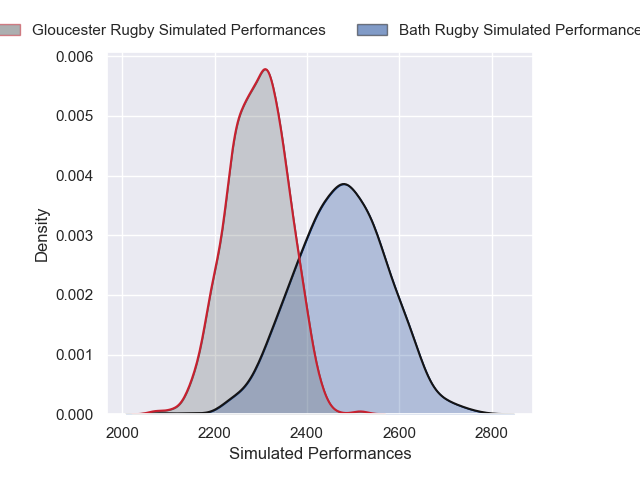 Gloucester Rugby Simulated Performances Bath Rugby Simulated Performance
0.006
0.005
0.004
0.003
0.002
0.001
0.000
Density
2000 2200 2400 2600 2800
Simulated Performances